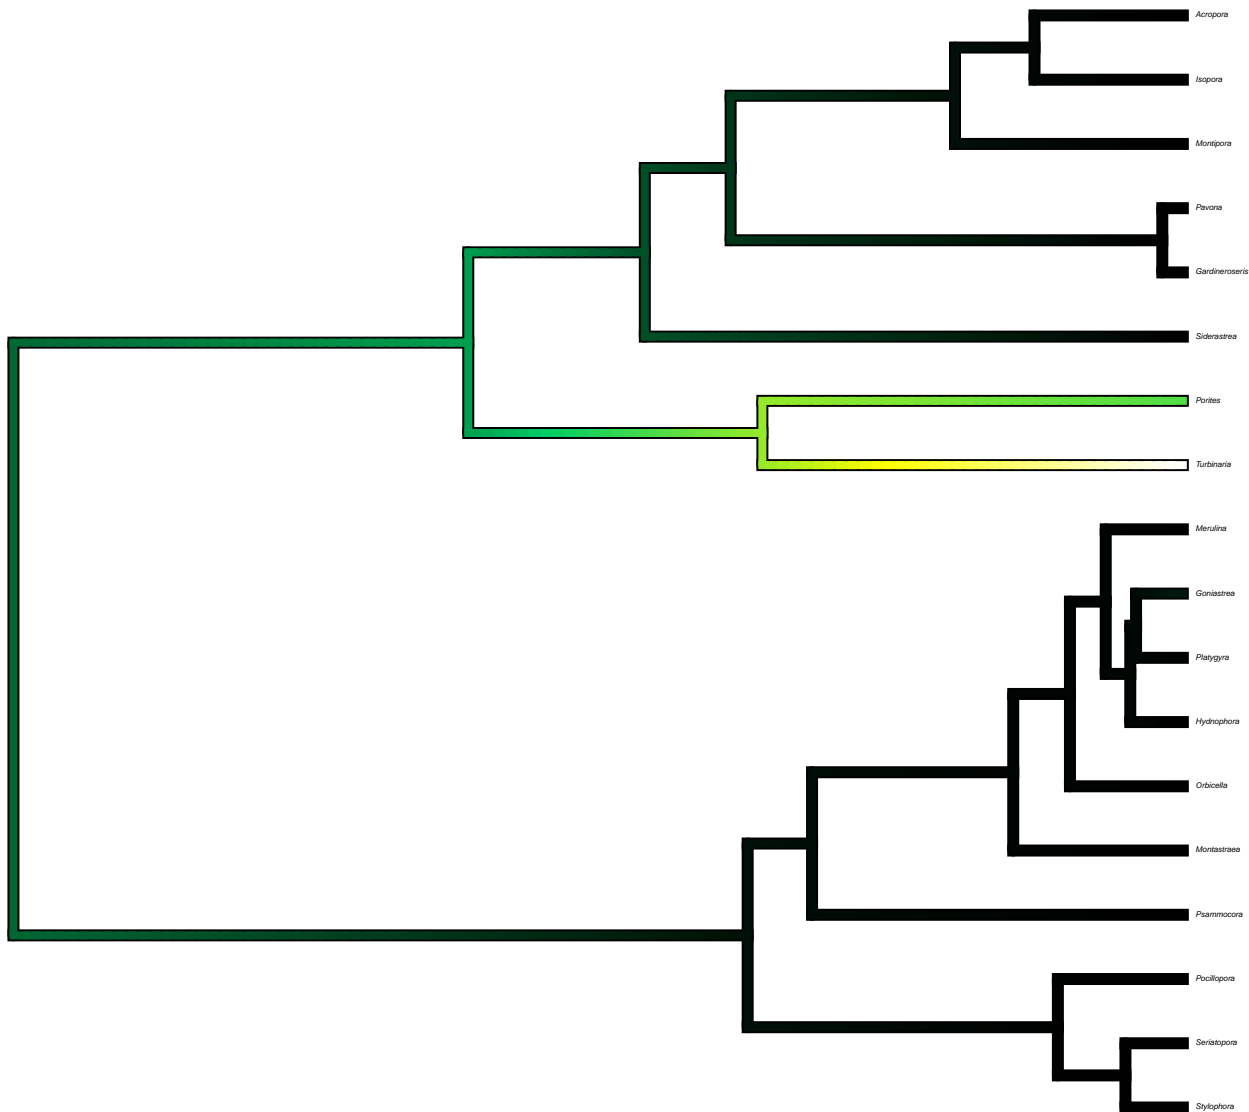 Acropora
Isopora
Montipora
Pavona
Gardineroseris
Siderastrea
Porites
Turbinaria
Merulina
Goniastrea
Platygyra
Hydnophora
Orbicella
Montastraea
Psammocora
Pocillopora
Seriatopora
Stylophora